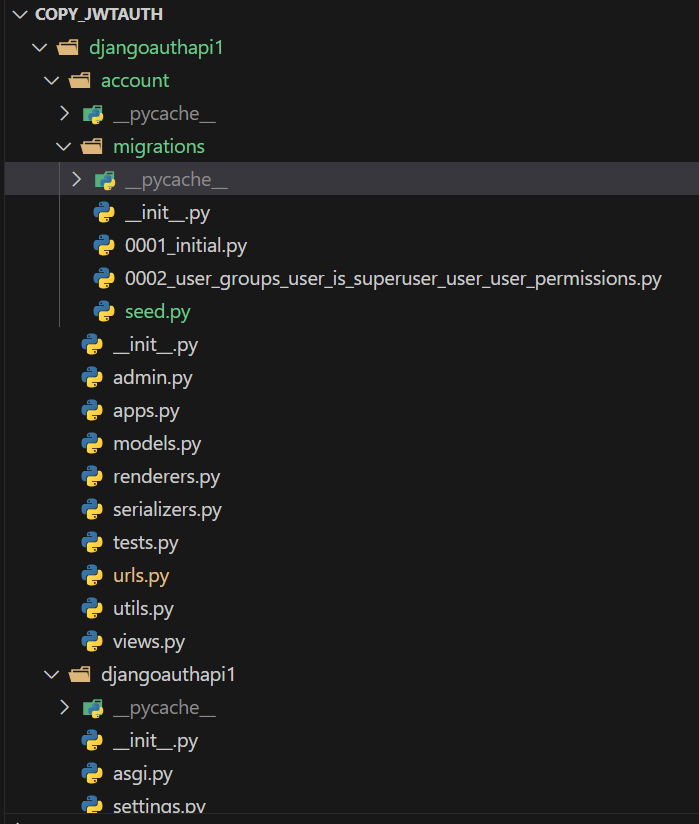 COPY_JWTAUTH
djangoauthapi1
account
__pycache__
migrations
__pycache__
__init__.py
0001_initial.py
0002_user_groups_user_is_superuser_user_user_permissions.py
seed.py
__init__.py
admin.py
apps.py
models.py
renderers.py
serializers.py
tests.py
urls.py
utils.py
views.py
djangoauthapi1
__pycache__
__init__.py
asgi.py
settings.py